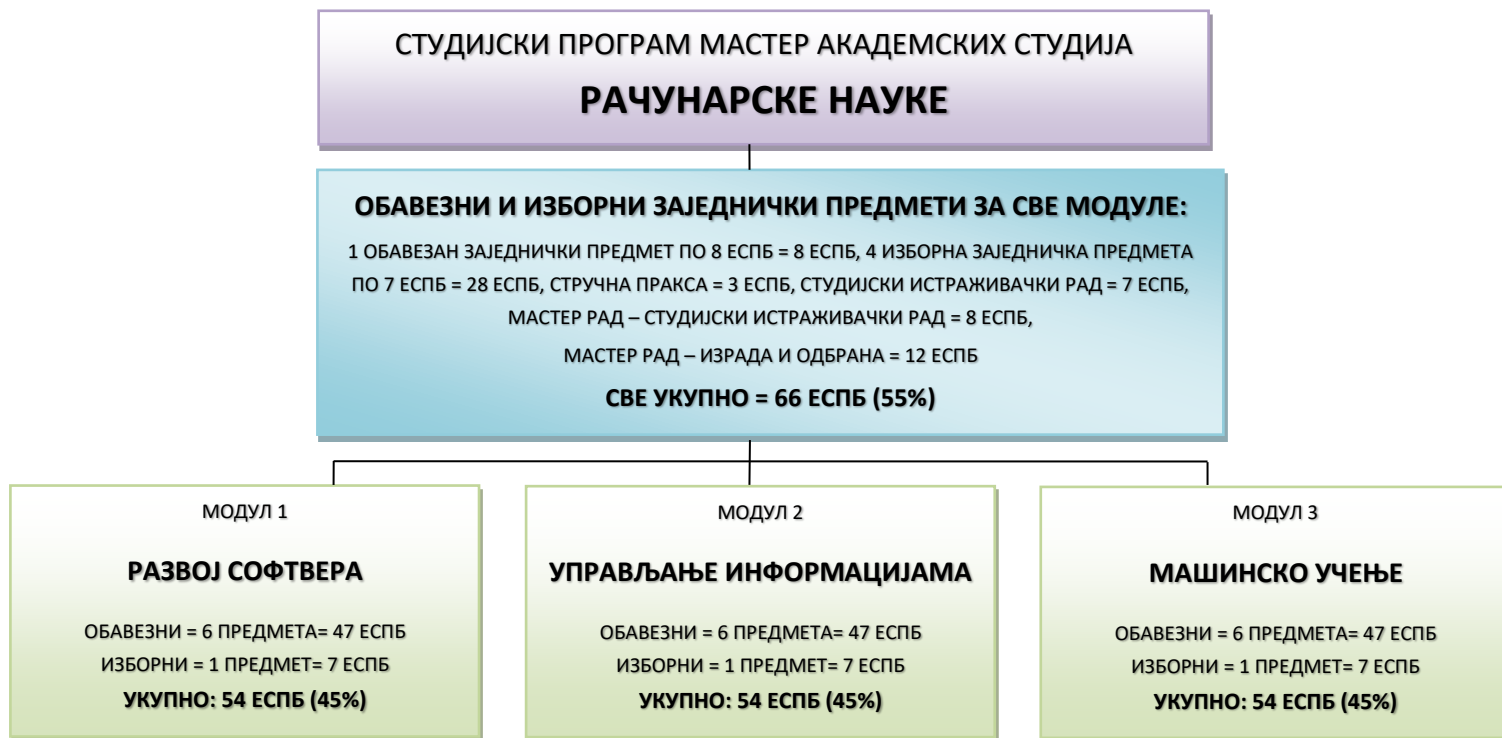 СТУДИЈСКИ ПРОГРАМ МАСТЕР АКАДЕМСКИХ СТУДИЈА
РАЧУНАРСКЕ НАУКЕ
ОБАВЕЗНИ И ИЗБОРНИ ЗАЈЕДНИЧКИ ПРЕДМЕТИ ЗА СВЕ МОДУЛЕ:
1 ОБАВЕЗАН ЗАЈЕДНИЧКИ ПРЕДМЕТ ПО 8 ЕСПБ = 8 ЕСПБ, 4 ИЗБОРНА ЗАЈЕДНИЧКА ПРЕДМЕТА
ПО 7 ЕСПБ = 28 ЕСПБ, СТРУЧНА ПРАКСА = 3 ЕСПБ, СТУДИЈСКИ ИСТРАЖИВАЧКИ РАД = 7 ЕСПБ,
МАСТЕР РАД – СТУДИЈСКИ ИСТРАЖИВАЧКИ РАД = 8 ЕСПБ,
МАСТЕР РАД – ИЗРАДА И ОДБРАНА = 12 ЕСПБ
СВЕ УКУПНО = 66 ЕСПБ (55%)
МОДУЛ 1
РАЗВОЈ СОФТВЕРА
ОБАВЕЗНИ = 6 ПРЕДМЕТА= 47 ЕСПБ
ИЗБОРНИ = 1 ПРЕДМЕТ= 7 ЕСПБ
УКУПНО: 54 ЕСПБ (45%)
МОДУЛ 2
УПРАВЉАЊЕ ИНФОРМАЦИЈАМА
ОБАВЕЗНИ = 6 ПРЕДМЕТА= 47 ЕСПБ
ИЗБОРНИ = 1 ПРЕДМЕТ= 7 ЕСПБ
УКУПНО: 54 ЕСПБ (45%)
МОДУЛ 3
МАШИНСКО УЧЕЊЕ
ОБАВЕЗНИ = 6 ПРЕДМЕТА= 47 ЕСПБ
ИЗБОРНИ = 1 ПРЕДМЕТ= 7 ЕСПБ
УКУПНО: 54 ЕСПБ (45%)